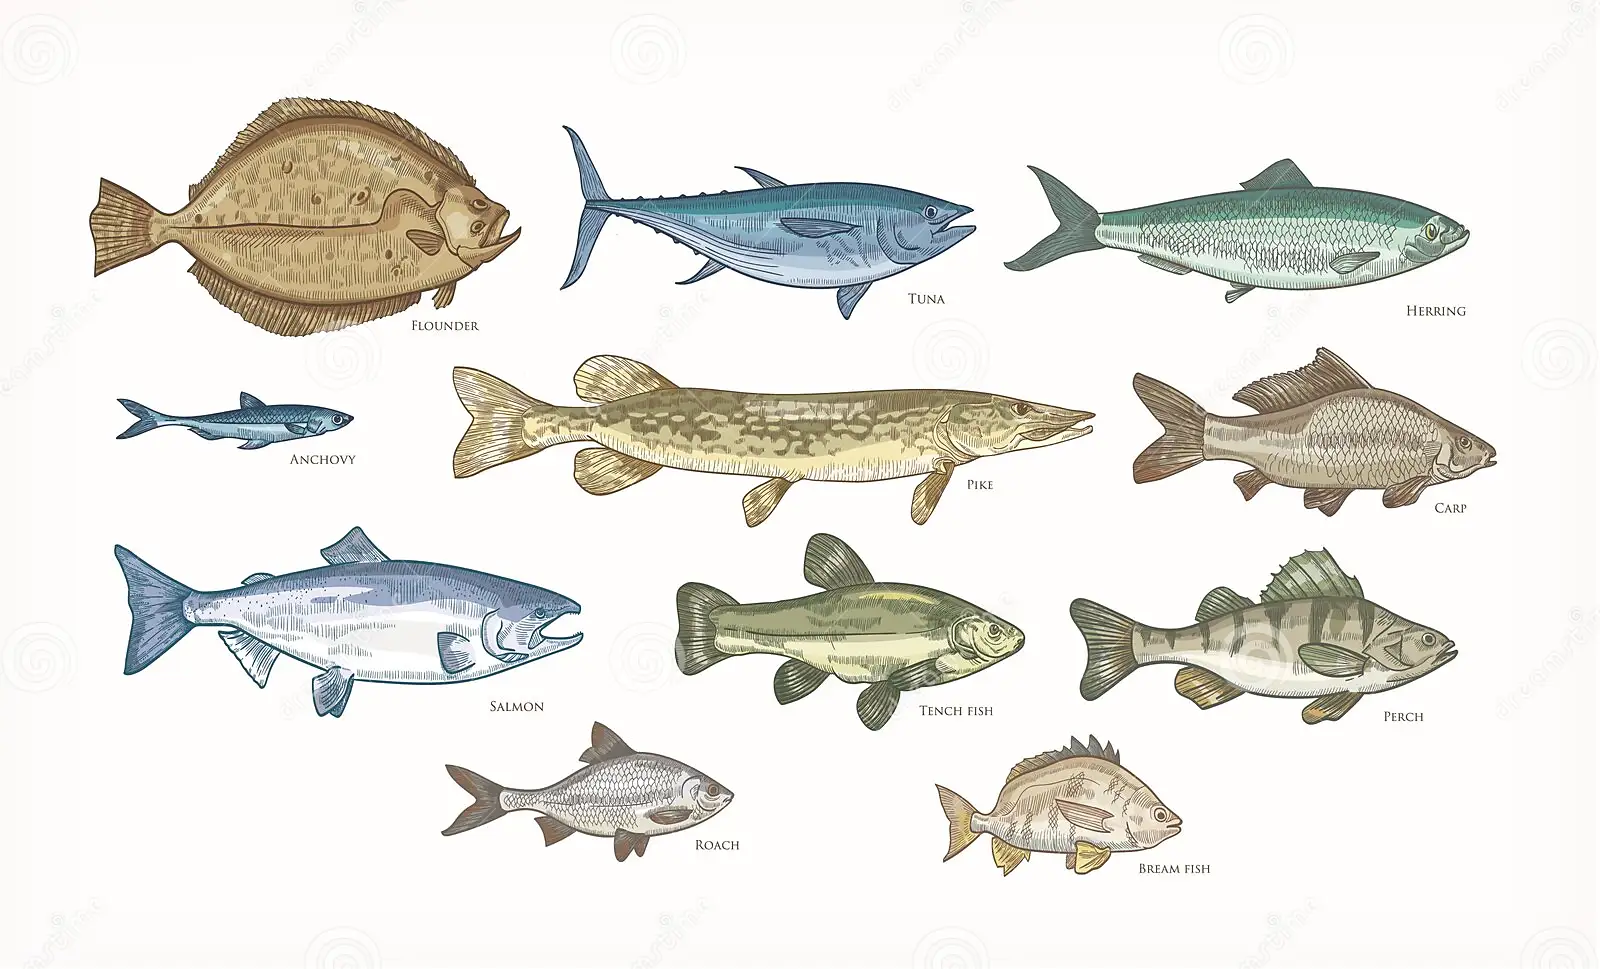 Flounder
Tuna
Herring
Anchovy
Pike
Carp
Salmon
Tench fish
Perch
Roach
Bream fish